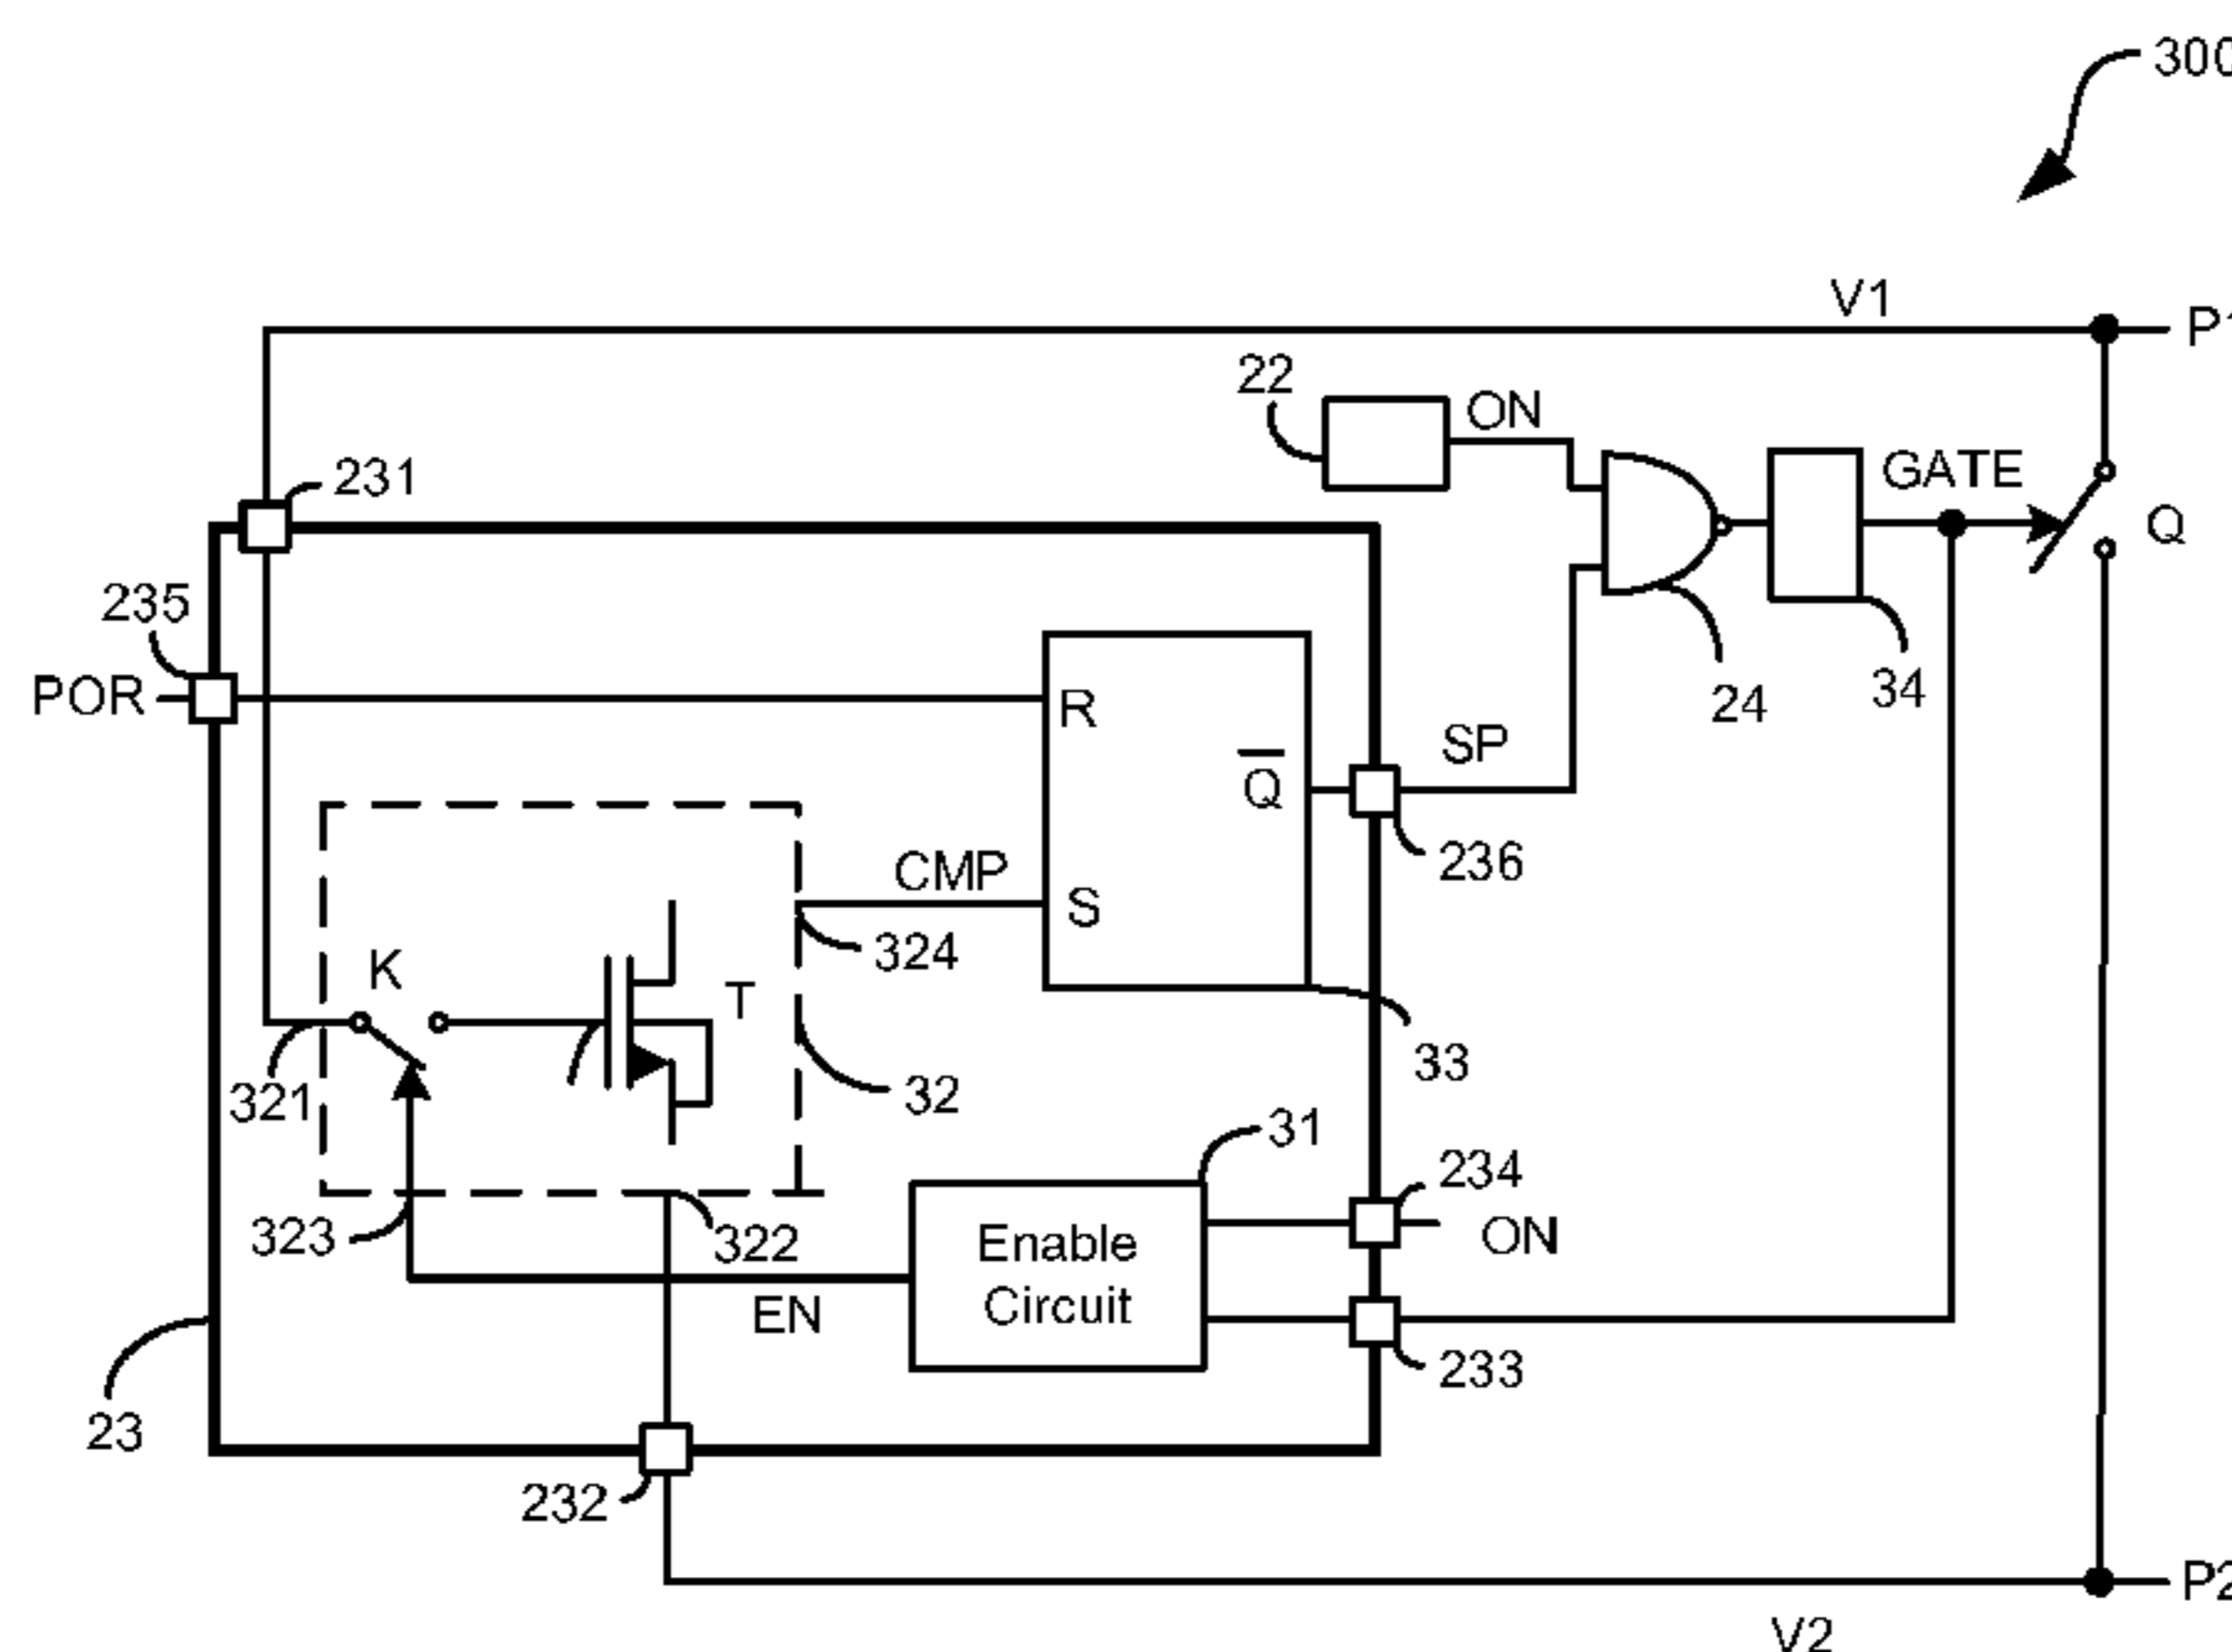 300
V1
P1
22
ON
231
GATE
Q
235
POR
R
24
34
SP
Q
236
CMP
S
324
K
T
321
32
33
31
234
323
322
Enable
Circuit
ON
EN
233
23
232
P2
V2